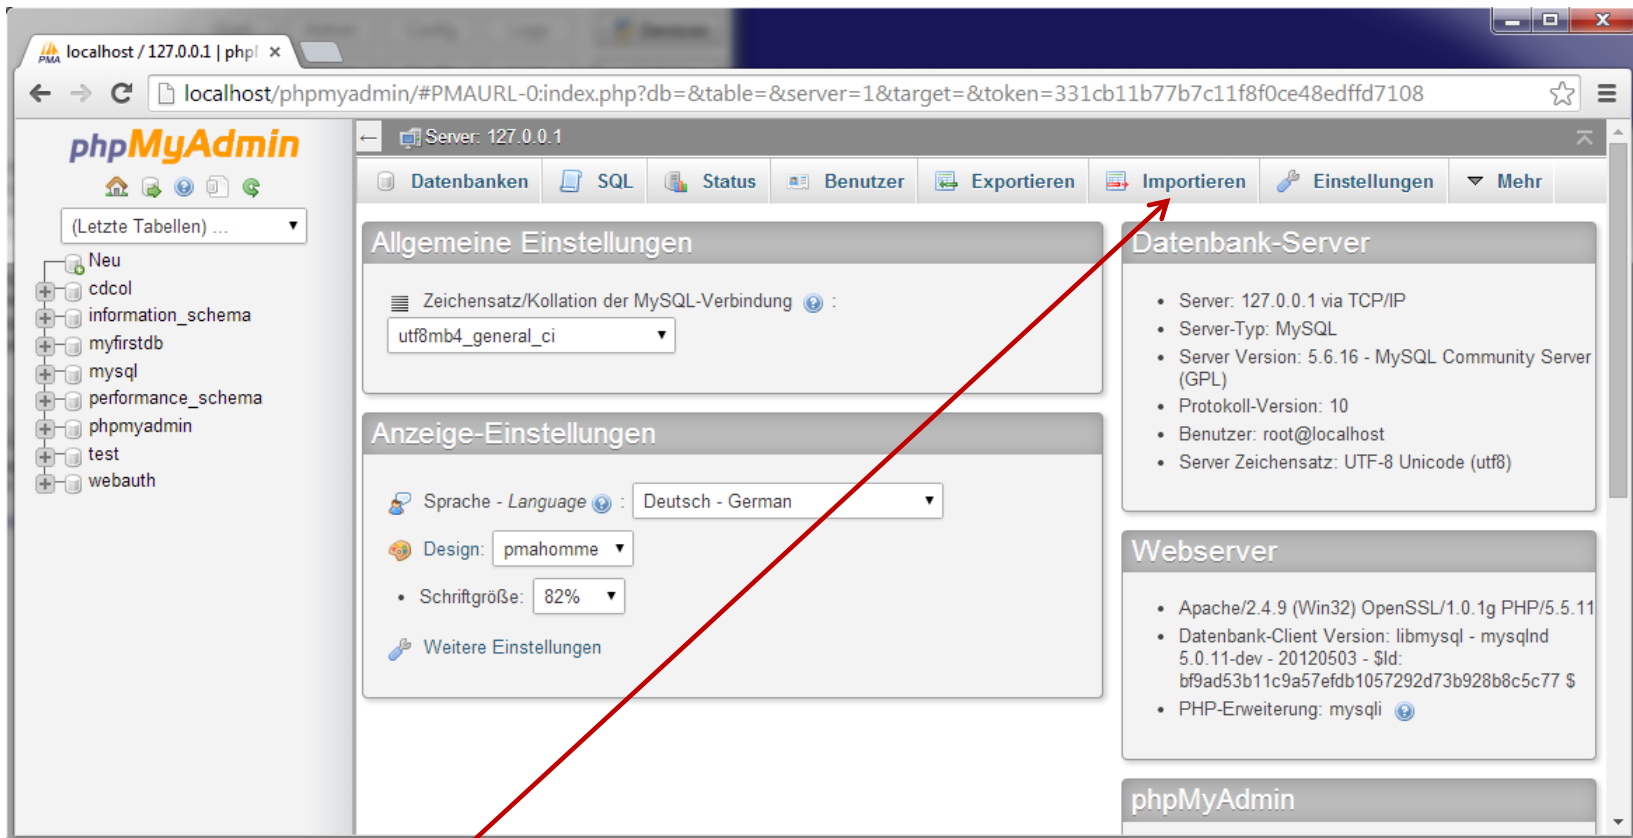 localhost / 127.0.0.1 | php
localhost/phpmyadmin/#PMAURL-0:index.php?db=&table=&server=1&target=&token=331cb11b77b7c11f8f0ce48edffd7108
phpMyAdmin
(Letzte Tabellen) ...
Neu
cdcol
information_schema
myfirstdb
mysql
performance_schema
phpmyadmin
test
webauth
Server: 127.0.0.1
Datenbanken SQL Status Benutzer Exportieren Importieren Einstellungen Mehr
Allgemeine Einstellungen
Zeichensatz/Kollation der MySQL-Verbindung :
utf8mb4_general_ci
Anzeige-Einstellungen
Sprache - Language : Deutsch - German
Design: pmahomme
• Schriftgröße: 82%
Weitere Einstellungen
Datenbank-Server
• Server: 127.0.0.1 via TCP/IP
• Server-Typ: MySQL
• Server Version: 5.6.16 - MySQL Community Server
(GPL)
• Protokoll-Version: 10
• Benutzer: root@localhost
• Server Zeichensatz: UTF-8 Unicode (utf8)
Webserver
• Apache/2.4.9 (Win32) OpenSSL/1.0.1g PHP/5.5.11
• Datenbank-Client Version: libmysql - mysqlnd
5.0.11-dev - 20120503 - $Id:
bf9ad53b11c9a57efdb1057292d73b928b8c5c77 $
• PHP-Erweiterung: mysqli
phpMyAdmin